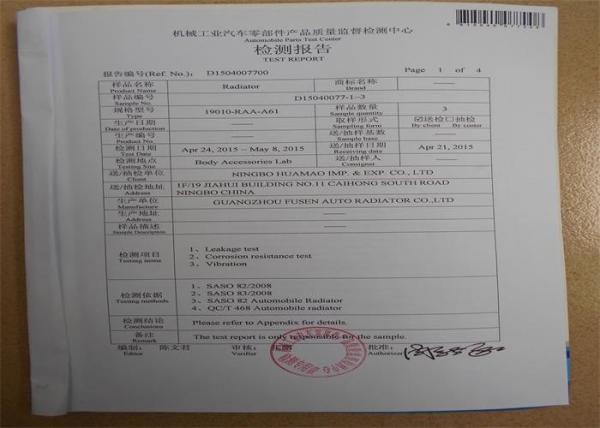 机械工业汽车零部件产品质量监督检测中心
Automobile Parts Test Center
检测报告
TEST REPORT
报告编号(Ref. No.): D1504007700 Page 1 of 4
样品名称 Product Name Radiator 商标名称 Brand ——
样品编号 Sample No. D15040077-1~3
规格型号 Type 19010-RAA-A61 样品数量 Sample quantity 3
生产日期 Date of production —— 取样形式 Sampling form ☑送检□抽检 By client By center
生产编号 Product No. —— 送/抽样基数 Sample base ——
检测日期 Test Date Apr 24, 2015 – May 8, 2015 送/抽样日期 Receiving date Apr 21, 2015
检测地点 Testing Site Body Accessories Lab 送/抽样人 Consigner ——
送/抽检单位 Client NINGBO HUAMAO IMP. & EXP. CO., LTD
送/抽检地址 Address 1F/19 JIAHUI BUILDING NO.11 CAIHONG SOUTH ROAD
NINGBO CHINA
生产单位 Manufacture GUANGZHOU FUSEN AUTO RADIATOR CO.,LTD
生产地址 Address ——
样品描述 Sample Description ——
检测项目 Testing items
1、Leakage test
2、Corrosion resistance test
3、Vibration
检测依据 Testing methods
1、SASO 82/2008
2、SASO 83/2008
3、SASO 82 Automobile Radiator
4、QC/T 468 Automobile radiator
检测结论 Conclusions Please refer to Appendix for details.
备注 Remark The test report is only responsible for the sample.
编制: 陈文君 审核: 批准:
Editor Verifier Authorizer